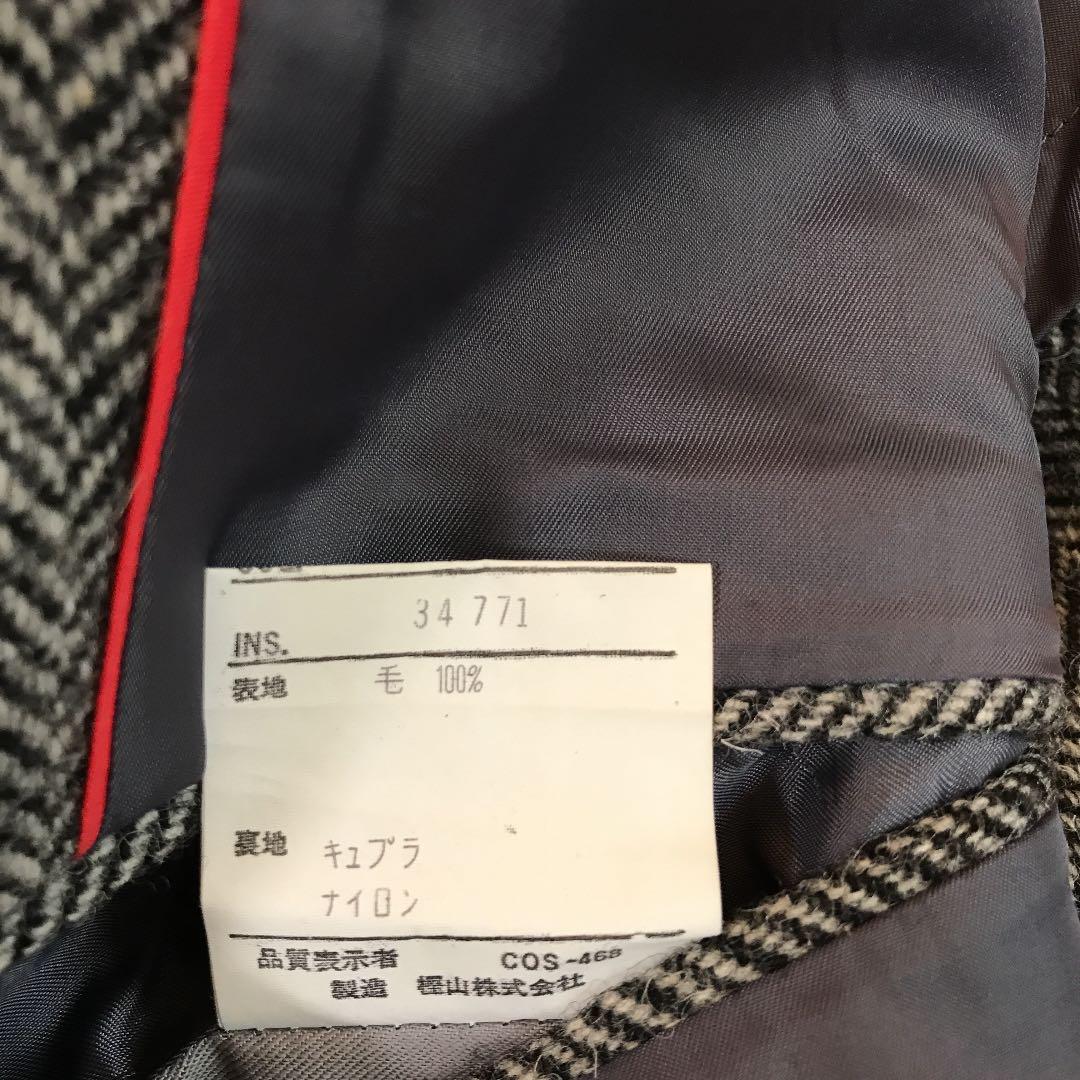 34 771
INS.
表地 毛 100%
裏地 キュプラ
ナイロン
品質表示者 COS-468
製造 樫山株式会社